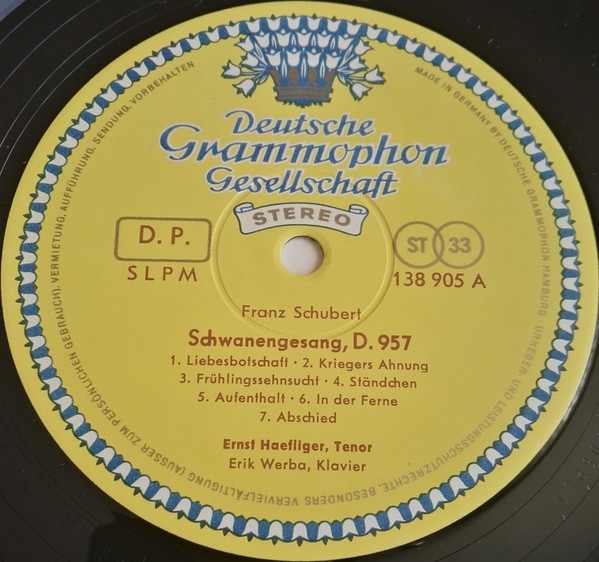 Deutsche
Grammophon
Gesellschaft
STEREO
D. P.
SLPM
ST 33
138 905 A
Franz Schubert
Schwanengesang, D. 957
1. Liebesbotschaft · 2. Kriegers Ahnung
3. Frühlingssehnsucht · 4. Ständchen
5. Aufenthalt · 6. In der Ferne
7. Abschied
Ernst Haefliger, Tenor
Erik Werba, Klavier
MADE IN GERMANY BY DEUTSCHE GRAMMOPHON HAMBURG · URHEBER- UND LEISTUNGSSCHUTZRECHTE, BESONDERS VERVIELFÄLTIGUNG (AUSSER ZUM PERSÖNLICHEN GEBRAUCH), VERMIETUNG, AUFFÜHRUNG, SENDUNG, VORBEHALTEN